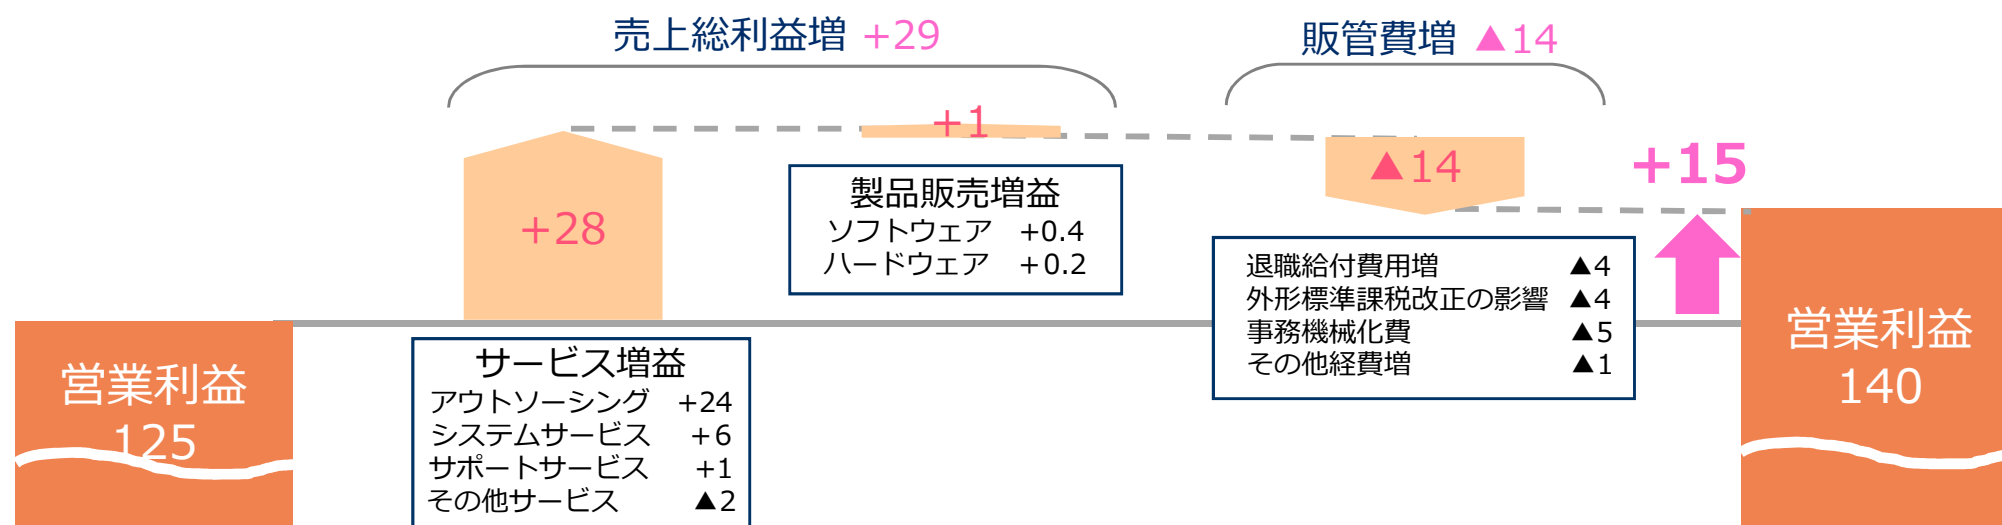 売上総利益増 +29
販管費増 ▲14
+28
+1
▲14
+15
製品販売増益
ソフトウェア +0.4
ハードウェア +0.2
退職給付費用増 ▲4
外形標準課税改正の影響 ▲4
事務機械化費 ▲5
その他経費増 ▲1
営業利益
125
サービス増益
アウトソーシング +24
システムサービス +6
サポートサービス +1
その他サービス ▲2
営業利益
140